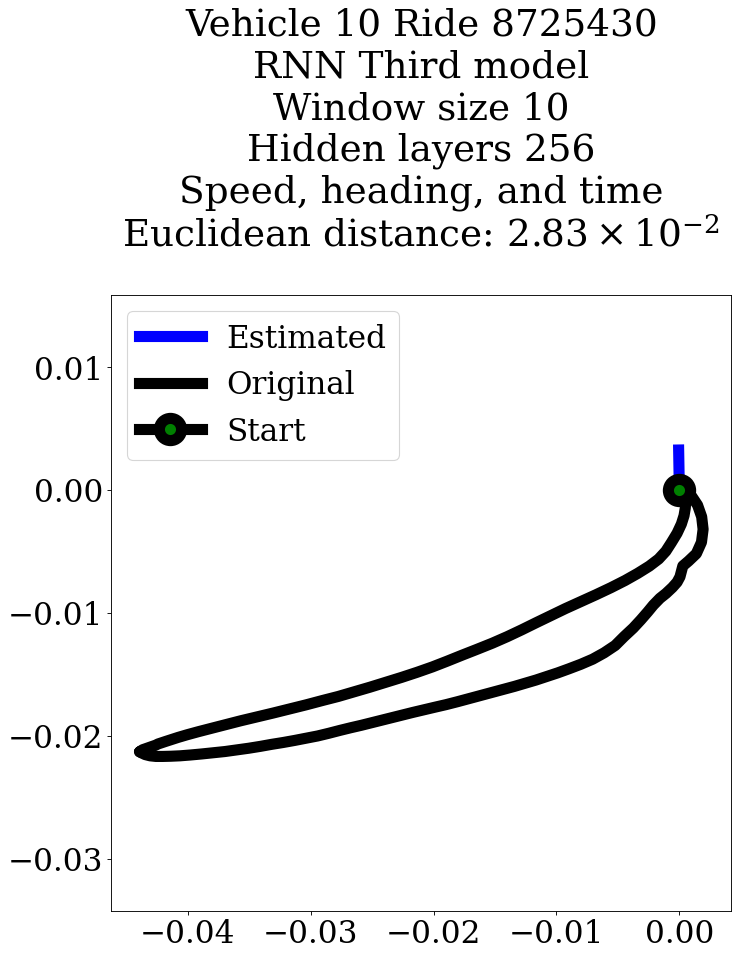 Vehicle 10 Ride 8725430
RNN Third model
Window size 10
Hidden layers 256
Speed, heading, and time
Euclidean distance: 2.83 × 10⁻²
Estimated
Original
Start
0.01
0.00
−0.01
−0.02
−0.03
−0.04 −0.03 −0.02 −0.01 0.00